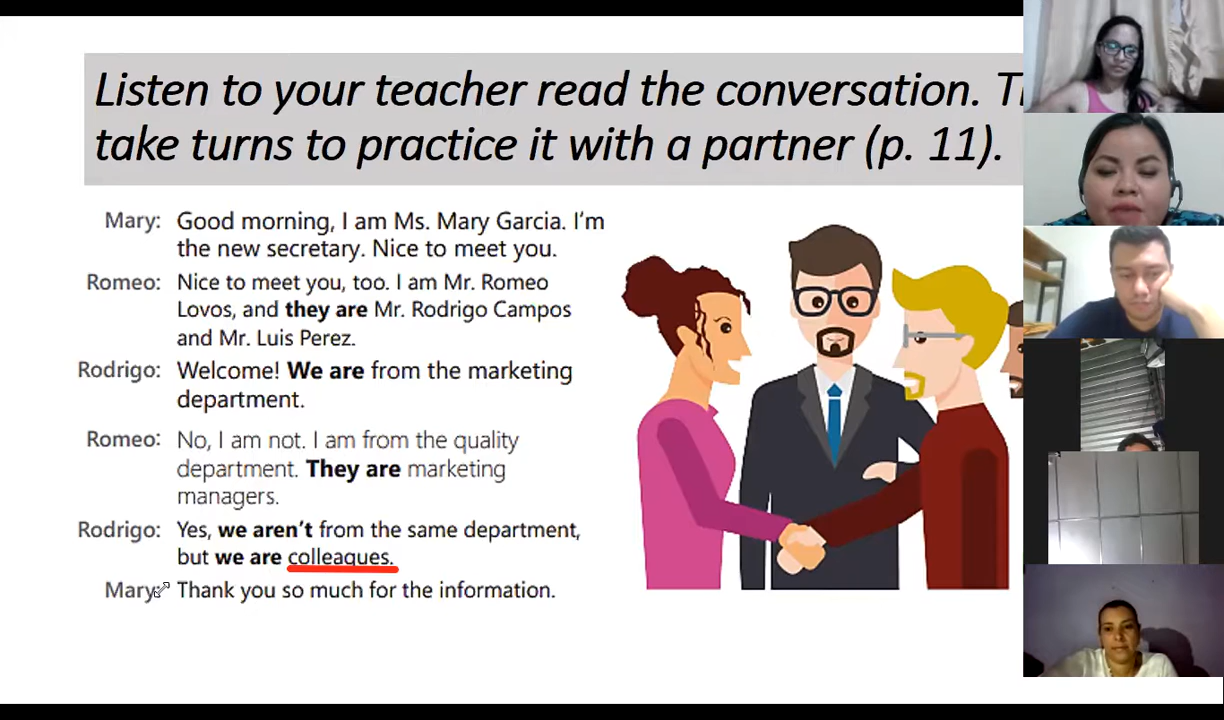 Listen to your teacher read the conversation. T
take turns to practice it with a partner (p. 11).
Mary: Good morning, I am Ms. Mary Garcia. I'm
the new secretary. Nice to meet you.
Romeo: Nice to meet you, too. I am Mr. Romeo
Lovos, and they are Mr. Rodrigo Campos
and Mr. Luis Perez.
Rodrigo: Welcome! We are from the marketing
department.
Romeo: No, I am not. I am from the quality
department. They are marketing
managers.
Rodrigo: Yes, we aren't from the same department,
but we are colleagues.
Mary: Thank you so much for the information.